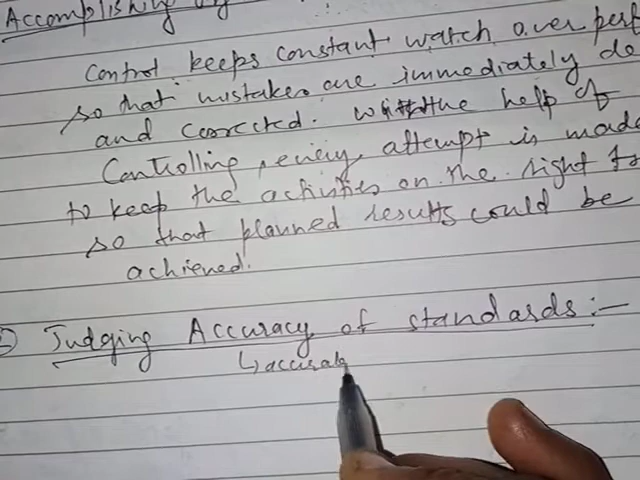 Accomplishing
Control keeps constant watch over perf
so that mistakes are immediately de
and corrected. with the help of
Controlling, every attempt is made
to keep the activities on the right
so that planned results could be
achieved.
Judging Accuracy of standards :-
↳ accurate